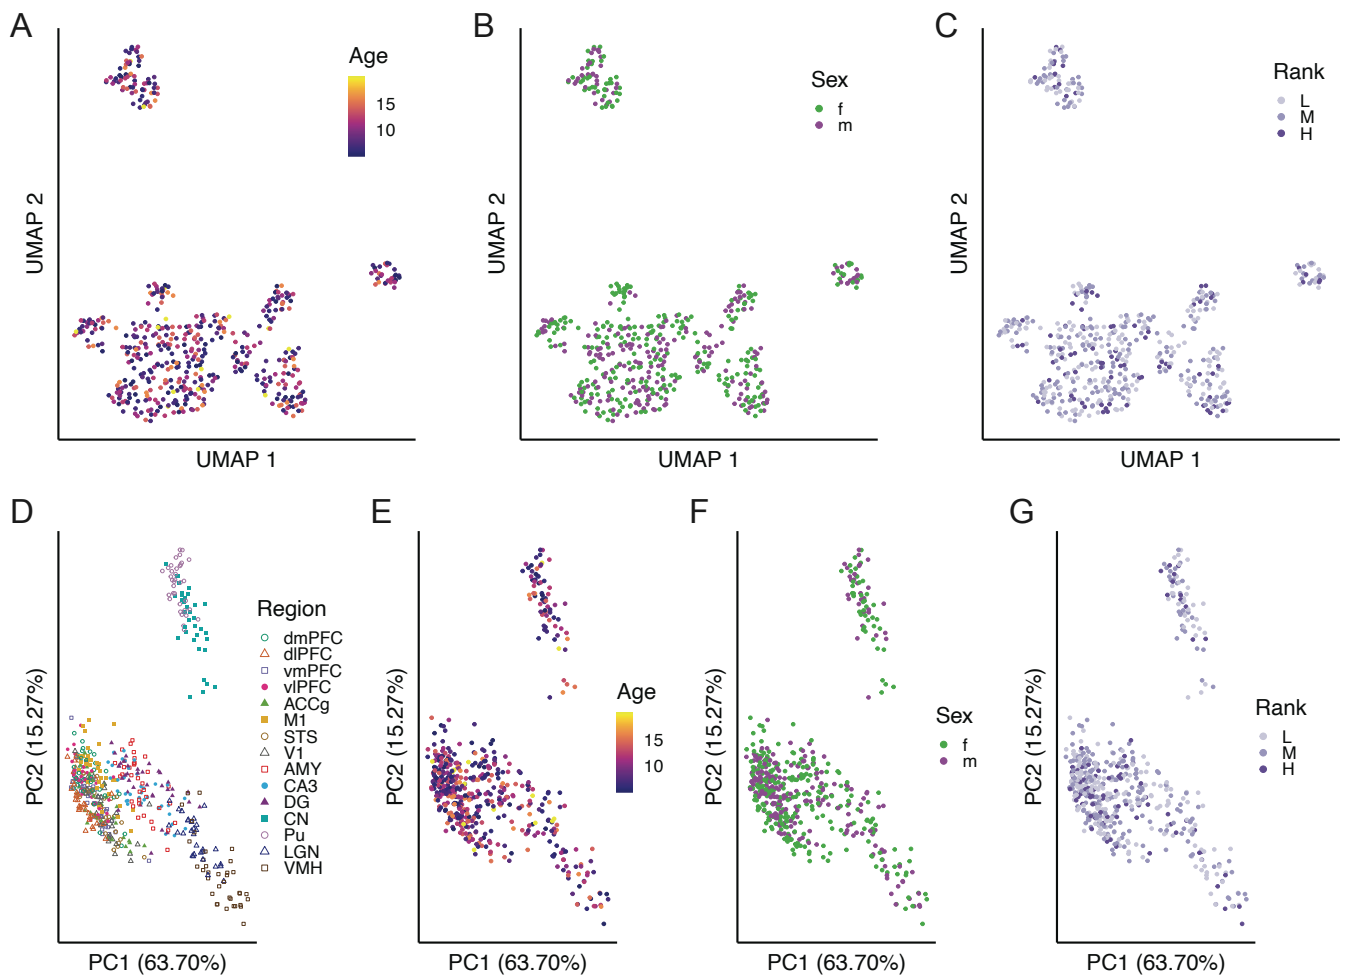 A
Age
15
10
UMAP 2
UMAP 1
B
Sex
f
m
UMAP 2
UMAP 1
C
Rank
L
M
H
UMAP 2
UMAP 1
D
Region
dmPFC
dlPFC
vmPFC
vlPFC
ACCg
M1
STS
V1
AMY
CA3
DG
CN
Pu
LGN
VMH
PC2 (15.27%)
PC1 (63.70%)
E
Age
15
10
PC2 (15.27%)
PC1 (63.70%)
F
Sex
f
m
PC2 (15.27%)
PC1 (63.70%)
G
Rank
L
M
H
PC2 (15.27%)
PC1 (63.70%)